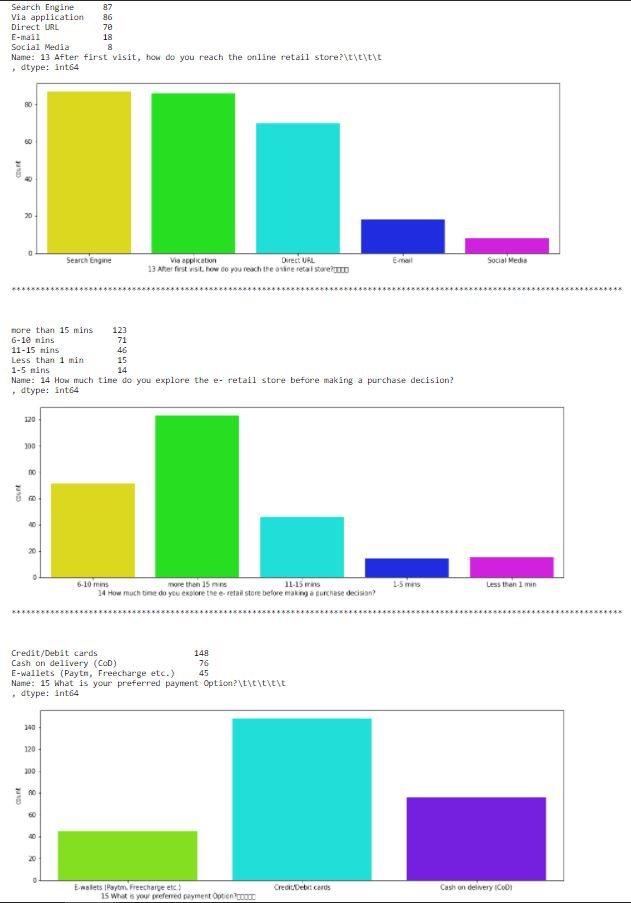 Search Engine 87
Via application 86
Direct URL 70
E-mail 18
Social Media 8
Name: 13 After first visit, how do you reach the online retail store?\t\t\t\t
, dtype: int64
80
60
40
20
0
count
Search Engine Via application Direct URL E-mail Social Media
13 After first visit, how do you reach the online retail store?▯▯▯▯
*****************************************************************************************************************************
more than 15 mins 123
6-10 mins 71
11-15 mins 46
Less than 1 min 15
1-5 mins 14
Name: 14 How much time do you explore the e- retail store before making a purchase decision?
, dtype: int64
120
100
80
60
40
20
0
count
6-10 mins more than 15 mins 11-15 mins 1-5 mins Less than 1 min
14 How much time do you explore the e- retail store before making a purchase decision?
*****************************************************************************************************************************
Credit/Debit cards 148
Cash on delivery (CoD) 76
E-wallets (Paytm, Freecharge etc.) 45
Name: 15 What is your preferred payment Option?\t\t\t\t\t
, dtype: int64
140
120
100
80
60
40
20
0
count
E-wallets (Paytm, Freecharge etc.) Credit/Debit cards Cash on delivery (CoD)
15 What is your preferred payment Option?▯▯▯▯▯